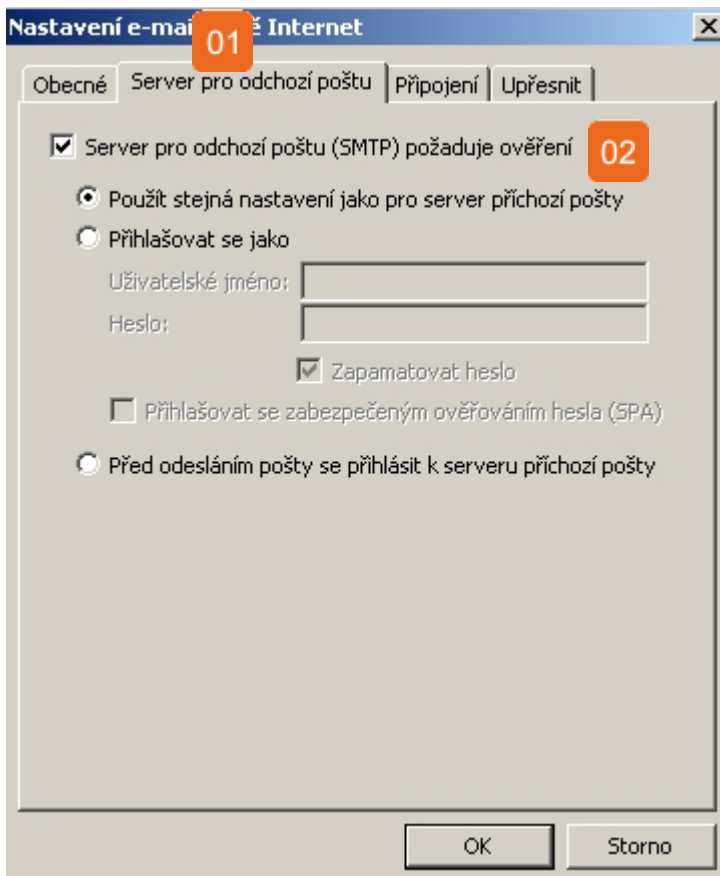 Nastavení e-mai ě Internet
01
Obecné Server pro odchozí poštu Připojení Upřesnit
Server pro odchozí poštu (SMTP) požaduje ověření 02
Použít stejná nastavení jako pro server příchozí pošty
Přihlašovat se jako
Uživatelské jméno:
Heslo:
Zapamatovat heslo
Přihlašovat se zabezpečeným ověřováním hesla (SPA)
Před odesláním pošty se přihlásit k serveru příchozí pošty
OK Storno